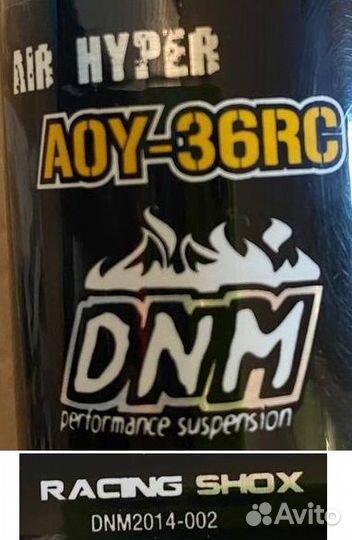 AIR HYPER
AOY-36RC
DNM
performance suspension
RACING SHOX
DNM2014-002
Avito